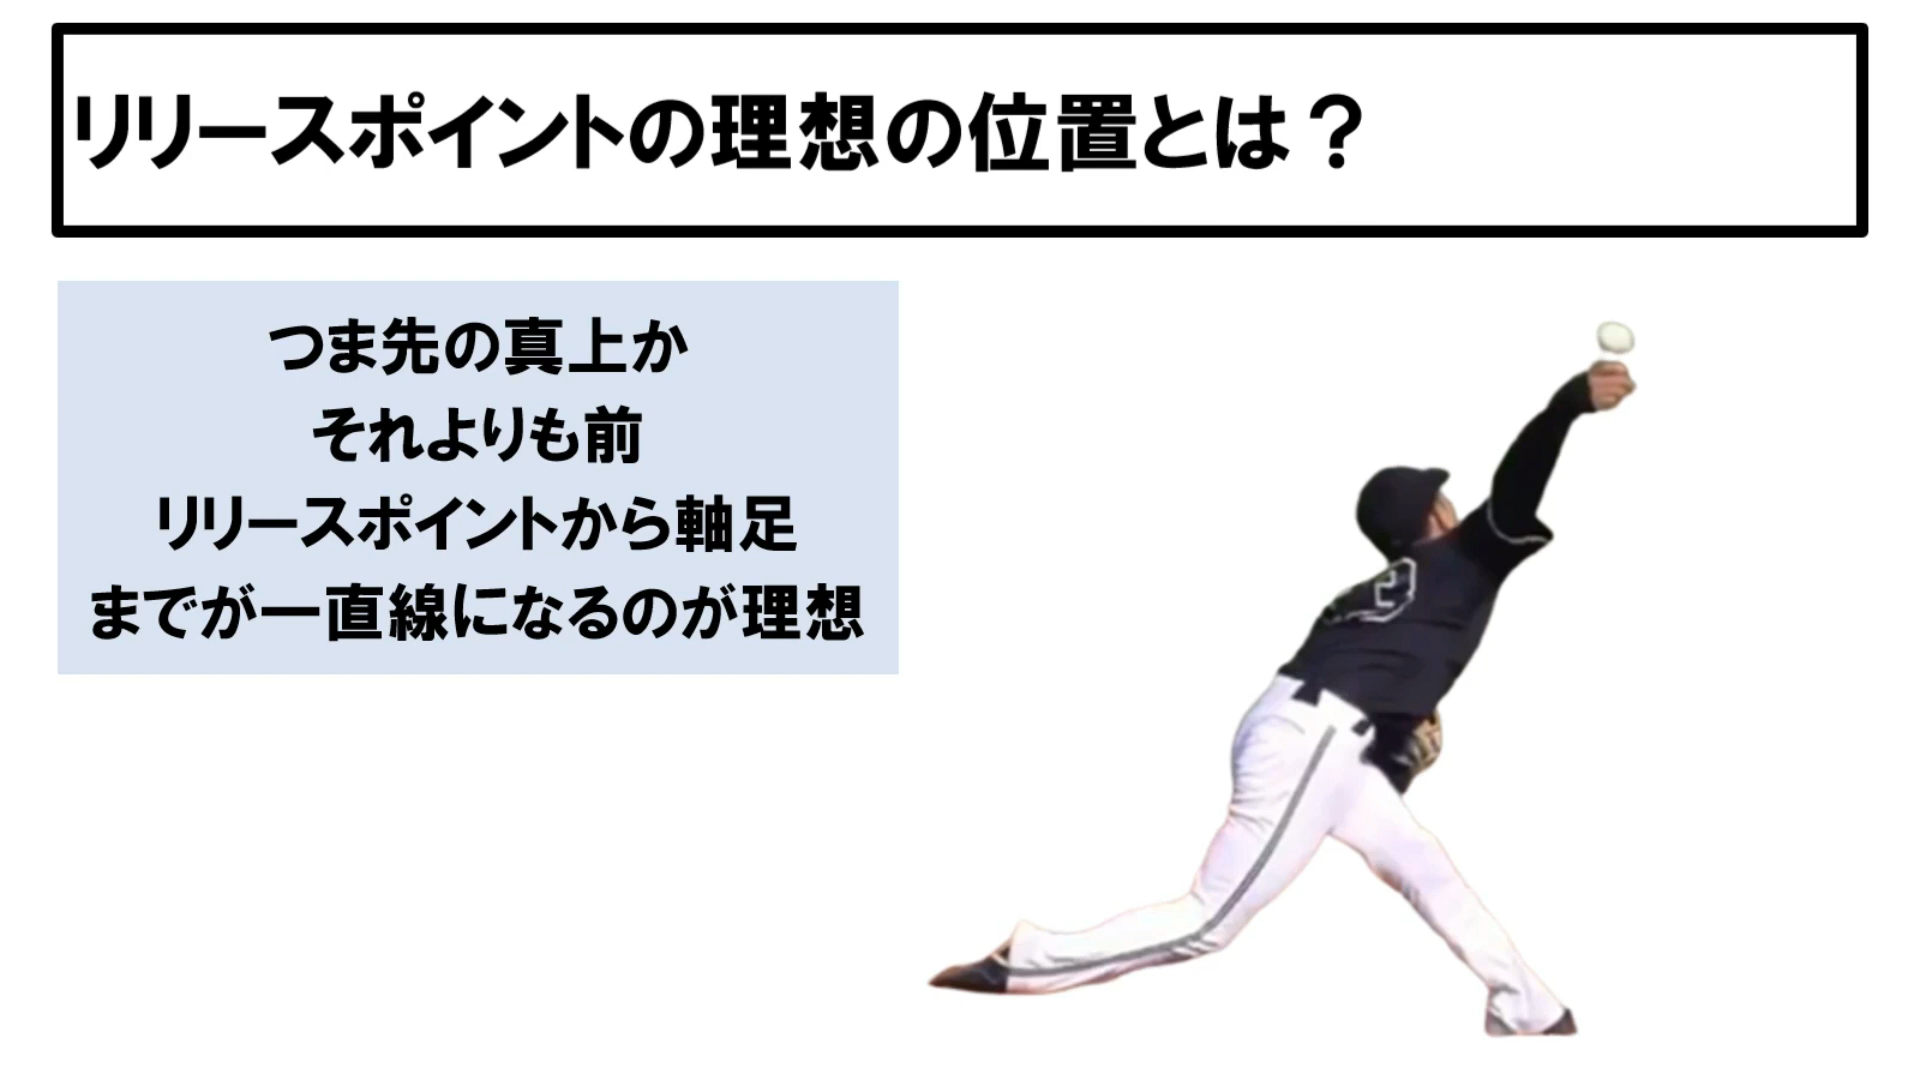 リリースポイントの理想の位置とは？
つま先の真上か
それよりも前
リリースポイントから軸足
までが一直線になるのが理想
2